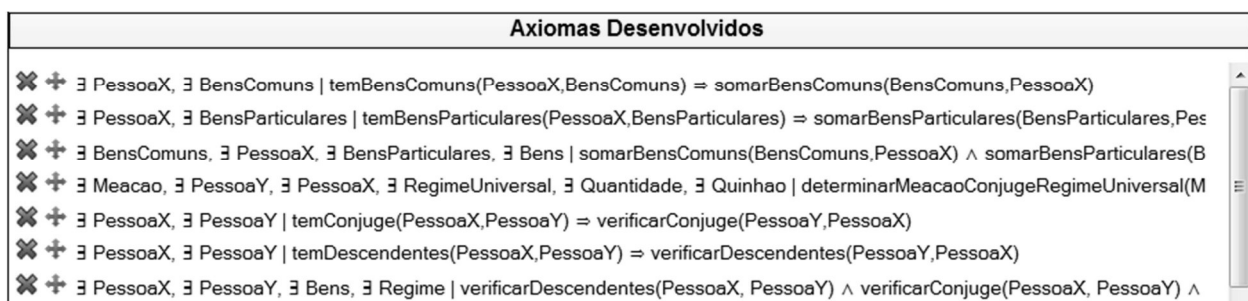 Axiomas Desenvolvidos
∃ PessoaX, ∃ BensComuns | temBensComuns(PessoaX,BensComuns) ⇒ somarBensComuns(BensComuns,PessoaX)
∃ PessoaX, ∃ BensParticulares | temBensParticulares(PessoaX,BensParticulares) ⇒ somarBensParticulares(BensParticulares,Pes
∃ BensComuns, ∃ PessoaX, ∃ BensParticulares, ∃ Bens | somarBensComuns(BensComuns,PessoaX) ∧ somarBensParticulares(B
∃ Meacao, ∃ PessoaY, ∃ PessoaX, ∃ RegimeUniversal, ∃ Quantidade, ∃ Quinhao | determinarMeacaoConjugeRegimeUniversal(M
∃ PessoaX, ∃ PessoaY | temConjuge(PessoaX,PessoaY) ⇒ verificarConjuge(PessoaY,PessoaX)
∃ PessoaX, ∃ PessoaY | temDescendentes(PessoaX,PessoaY) ⇒ verificarDescendentes(PessoaY,PessoaX)
∃ PessoaX, ∃ PessoaY, ∃ Bens, ∃ Regime | verificarDescendentes(PessoaX, PessoaY) ∧ verificarConjuge(PessoaX, PessoaY) ∧